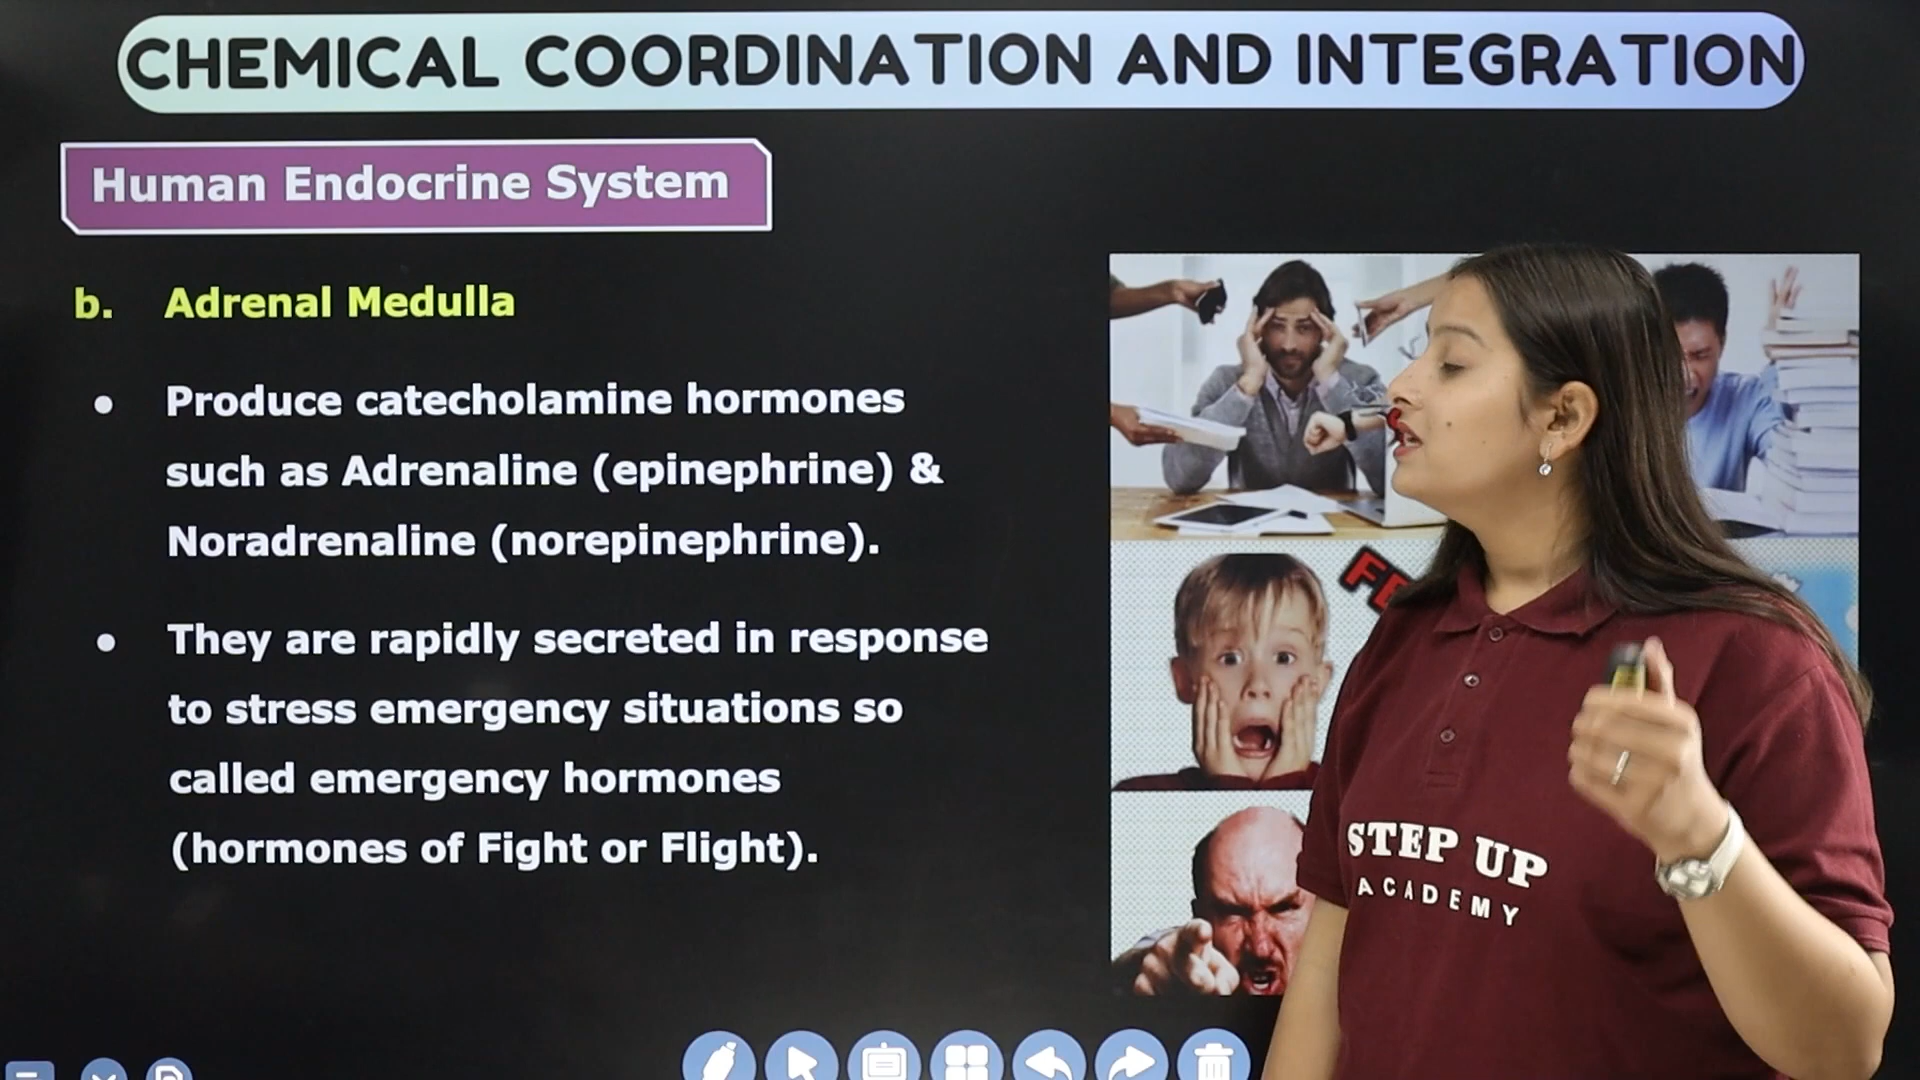 CHEMICAL COORDINATION AND INTEGRATION
Human Endocrine System
b. Adrenal Medulla
• Produce catecholamine hormones
such as Adrenaline (epinephrine) &
Noradrenaline (norepinephrine).
• They are rapidly secreted in response
to stress emergency situations so
called emergency hormones
(hormones of Fight or Flight).
STEP UP
ACADEMY